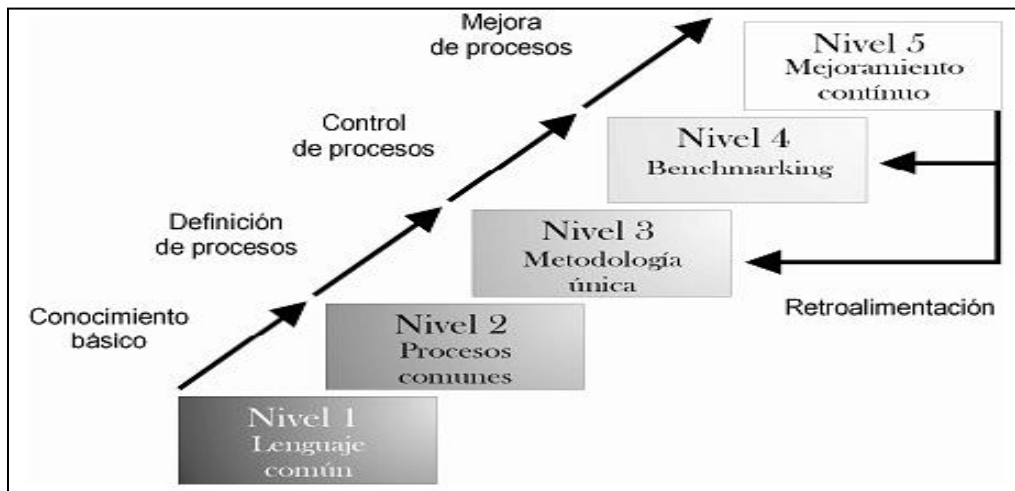 Mejora
de procesos
Nivel 5
Mejoramiento
contínuo
Control
de procesos
Nivel 4
Benchmarking
Definición
de procesos
Nivel 3
Metodología
única
Retroalimentación
Conocimiento
básico
Nivel 2
Procesos
comunes
Nivel 1
Lenguaje
común